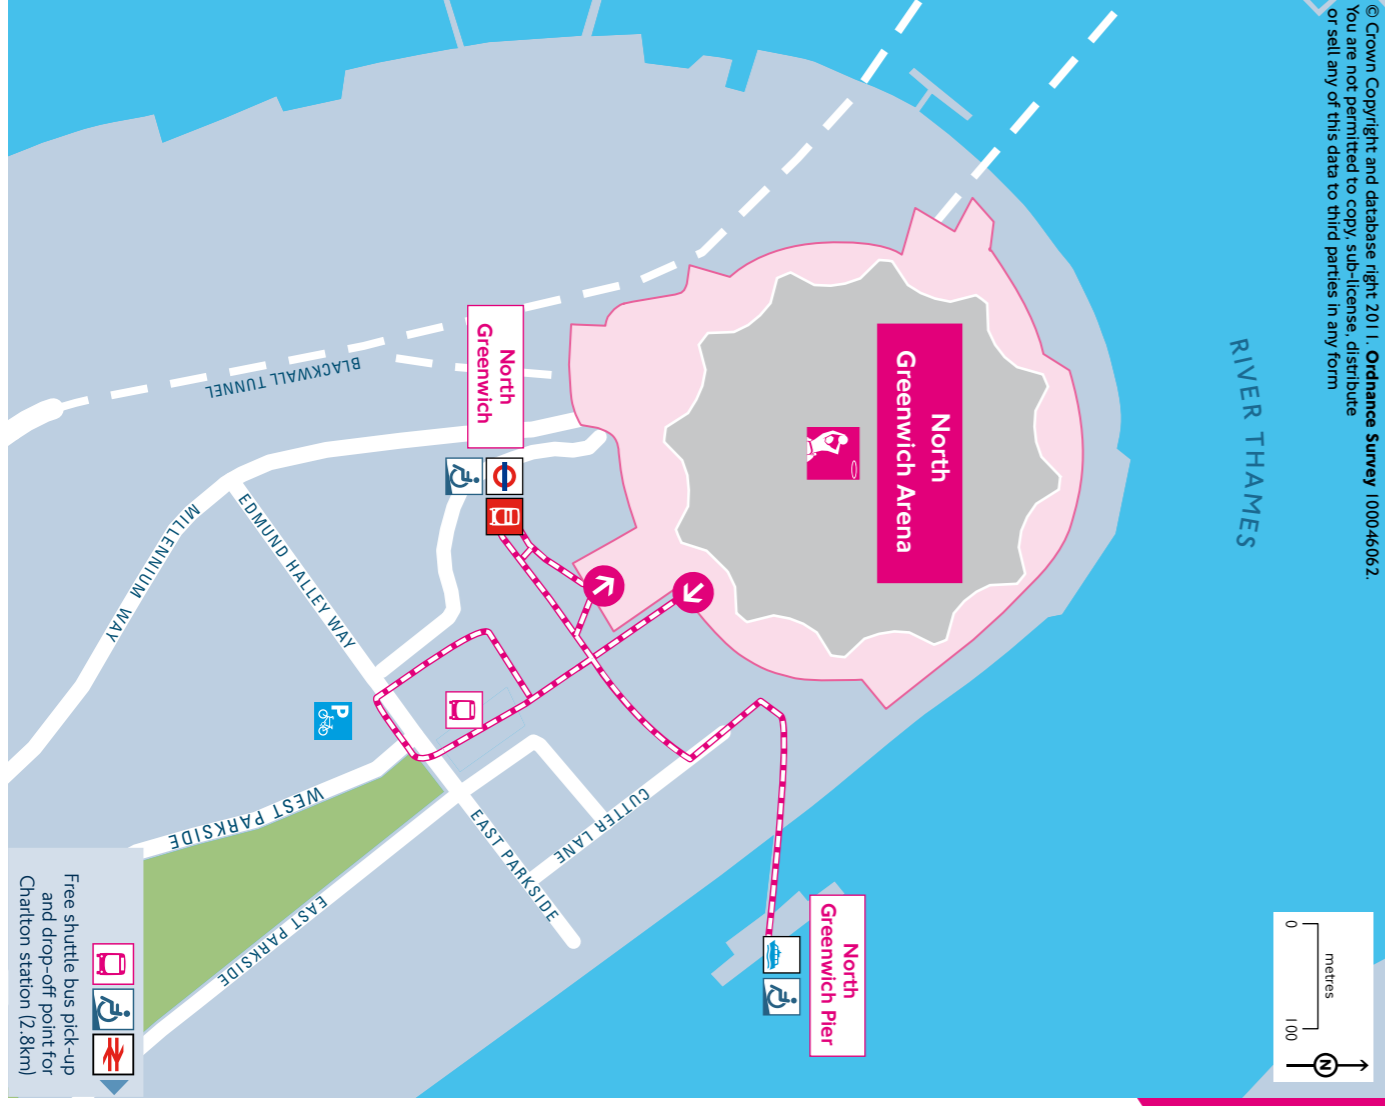 © Crown Copyright and database right 2011. Ordnance Survey 100046062.
You are not permitted to copy, sub-license, distribute
or sell any of this data to third parties in any form
RIVER THAMES
North
Greenwich Arena
North
Greenwich
BLACKWALL TUNNEL
MILLENNIUM WAY
EDMUND HALLEY WAY
P
WEST PARKSIDE
EAST PARKSIDE
CUTTER LANE
EAST PARKSIDE
North
Greenwich Pier
0
metres
100
N
Free shuttle bus pick-up
and drop-off point for
Charlton station (2.8km)